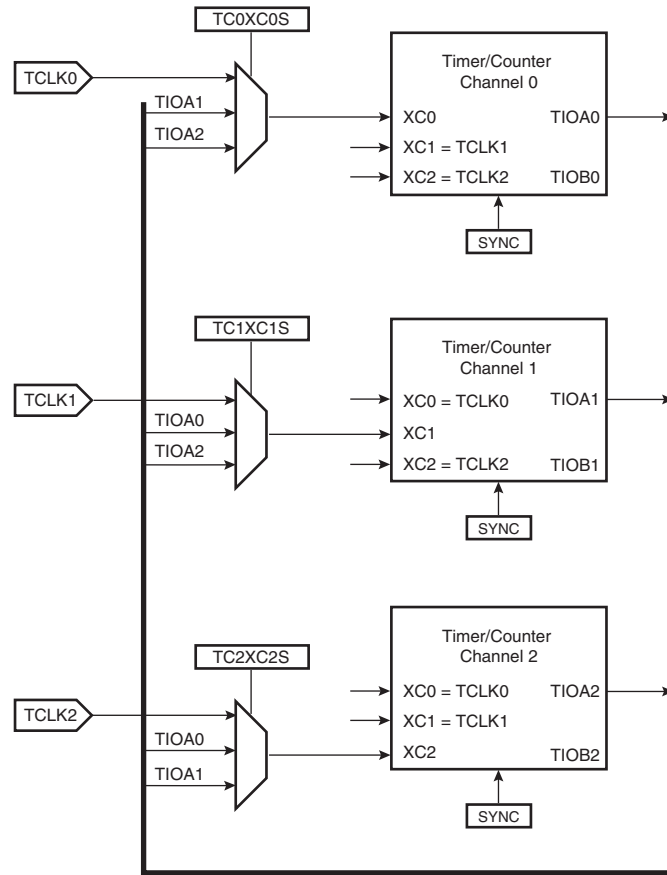 TC0XC0S
TCLK0
TIOA1
TIOA2
Timer/Counter
Channel 0
XC0 TIOA0
XC1 = TCLK1
XC2 = TCLK2 TIOB0
SYNC
TC1XC1S
TCLK1
TIOA0
TIOA2
Timer/Counter
Channel 1
XC0 = TCLK0 TIOA1
XC1
XC2 = TCLK2 TIOB1
SYNC
TC2XC2S
TCLK2
TIOA0
TIOA1
Timer/Counter
Channel 2
XC0 = TCLK0 TIOA2
XC1 = TCLK1
XC2 TIOB2
SYNC